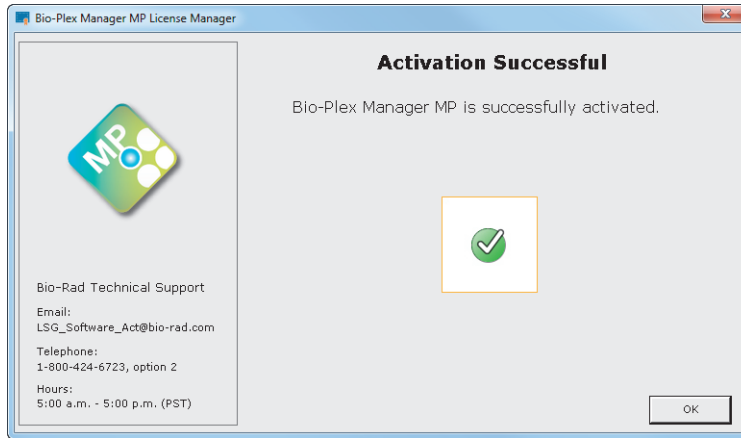 Bio-Plex Manager MP License Manager
x
Activation Successful
Bio-Plex Manager MP is successfully activated.
MP
Bio-Rad Technical Support
Email:
LSG_Software_Act@bio-rad.com
Telephone:
1-800-424-6723, option 2
Hours:
5:00 a.m. - 5:00 p.m. (PST)
OK